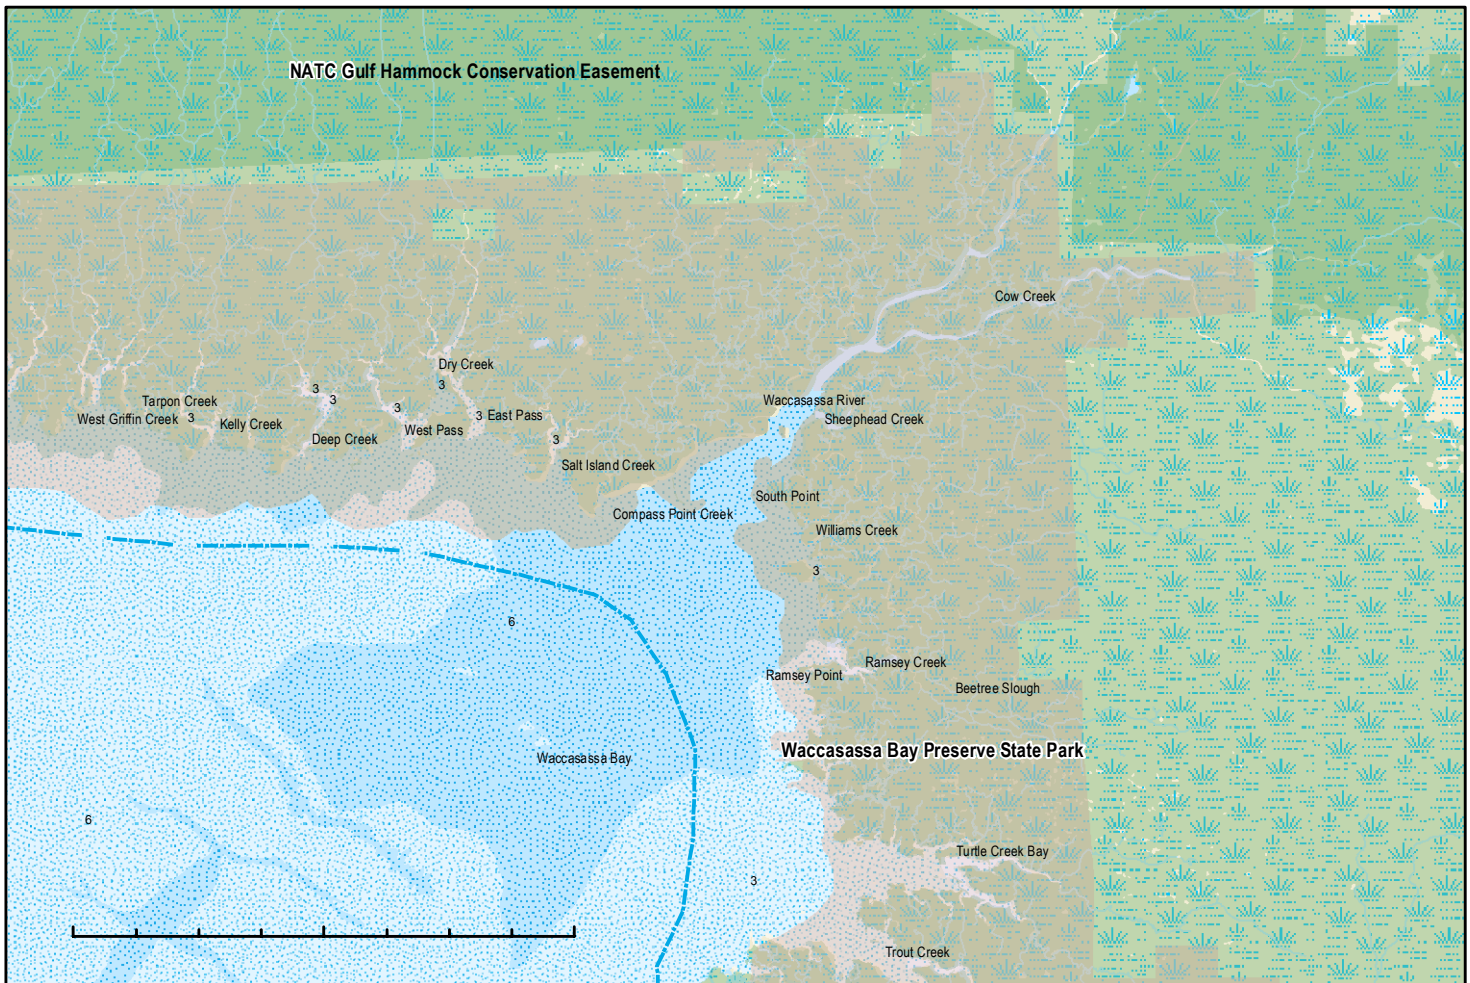 NATC Gulf Hammock Conservation Easement
Cow Creek
Dry Creek
3
3
3
3
Tarpon Creek
Waccasassa River
West Griffin Creek
3
Kelly Creek
3
East Pass
Sheephead Creek
Deep Creek
West Pass
3
Salt Island Creek
South Point
Compass Point Creek
Williams Creek
3
6
Ramsey Creek
Ramsey Point
Beetree Slough
Waccasassa Bay Preserve State Park
Waccasassa Bay
6
Turtle Creek Bay
3
Trout Creek